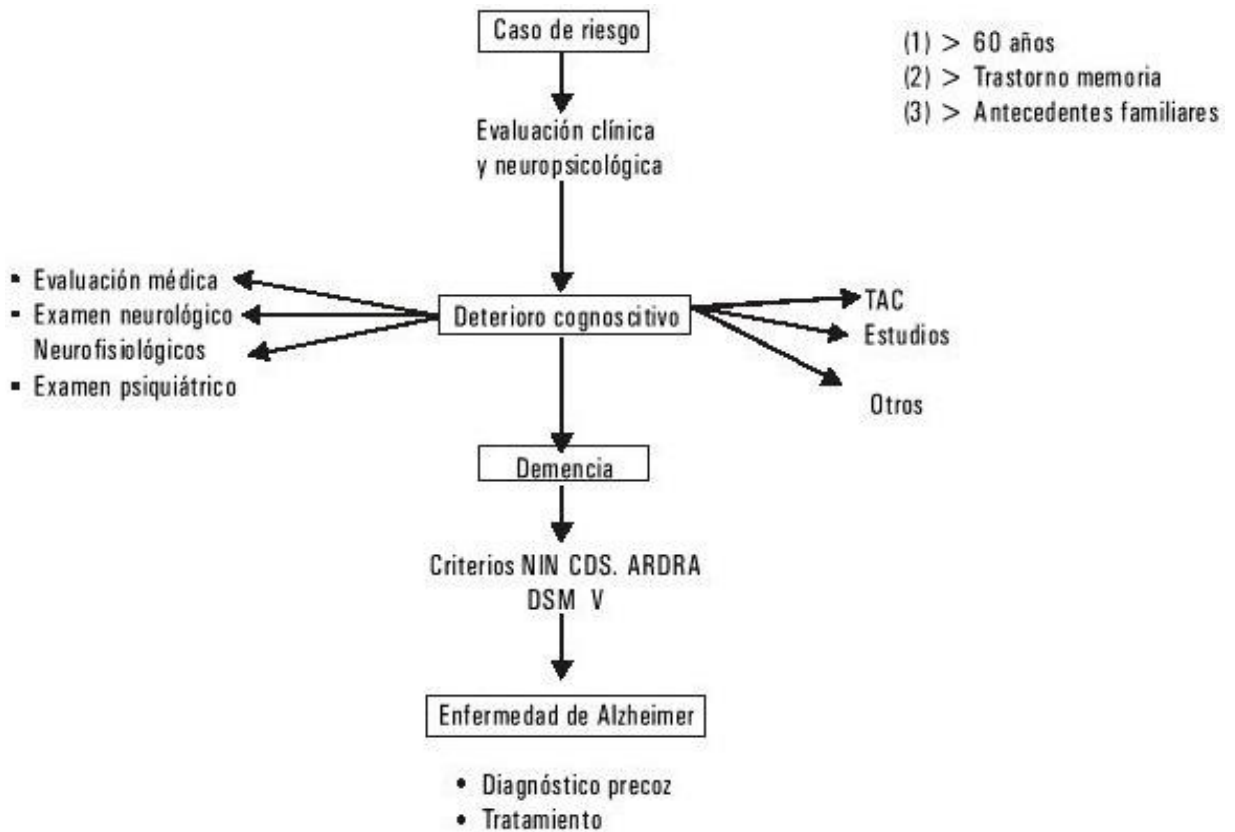 Caso de riesgo
(1) > 60 años
(2) > Trastorno memoria
(3) > Antecedentes familiares
Evaluación clínica
y neuropsicológica
▪ Evaluación médica
▪ Examen neurológico
Neurofisiológicos
▪ Examen psiquiátrico
Deterioro cognoscitivo
TAC
Estudios
Otros
Demencia
Criterios NIN CDS. ARDRA
DSM V
Enfermedad de Alzheimer
• Diagnóstico precoz
• Tratamiento